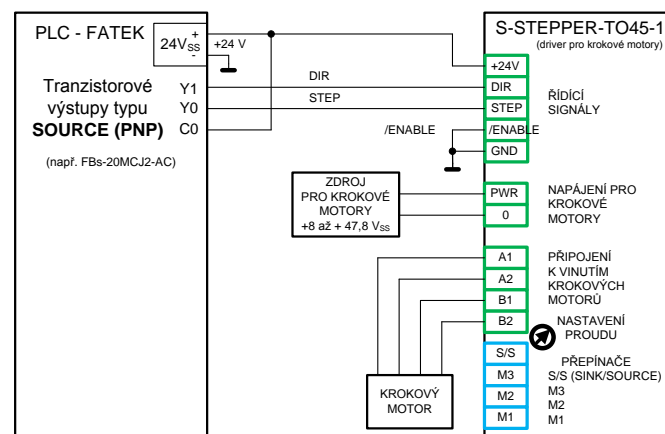 PLC - FATEK
24VSS
+
-
+24 V
Tranzistorové
výstupy typu
SOURCE (PNP)
(např. FBs-20MCJ2-AC)
Y1
Y0
C0
DIR
STEP
/ENABLE
S-STEPPER-TO45-1
(driver pro krokové motory)
+24V
DIR
STEP
/ENABLE
GND
ŘÍDÍCÍ
SIGNÁLY
ZDROJ
PRO KROKOVÉ
MOTORY
+8 až + 47,8 VSS
PWR
0
NAPÁJENÍ PRO
KROKOVÉ
MOTORY
A1
A2
B1
B2
PŘIPOJENÍ
K VINUTÍM
KROKOVÝCH
MOTORŮ
NASTAVENÍ
PROUDU
KROKOVÝ
MOTOR
S/S
M3
M2
M1
PŘEPÍNAČE
S/S (SINK/SOURCE)
M3
M2
M1